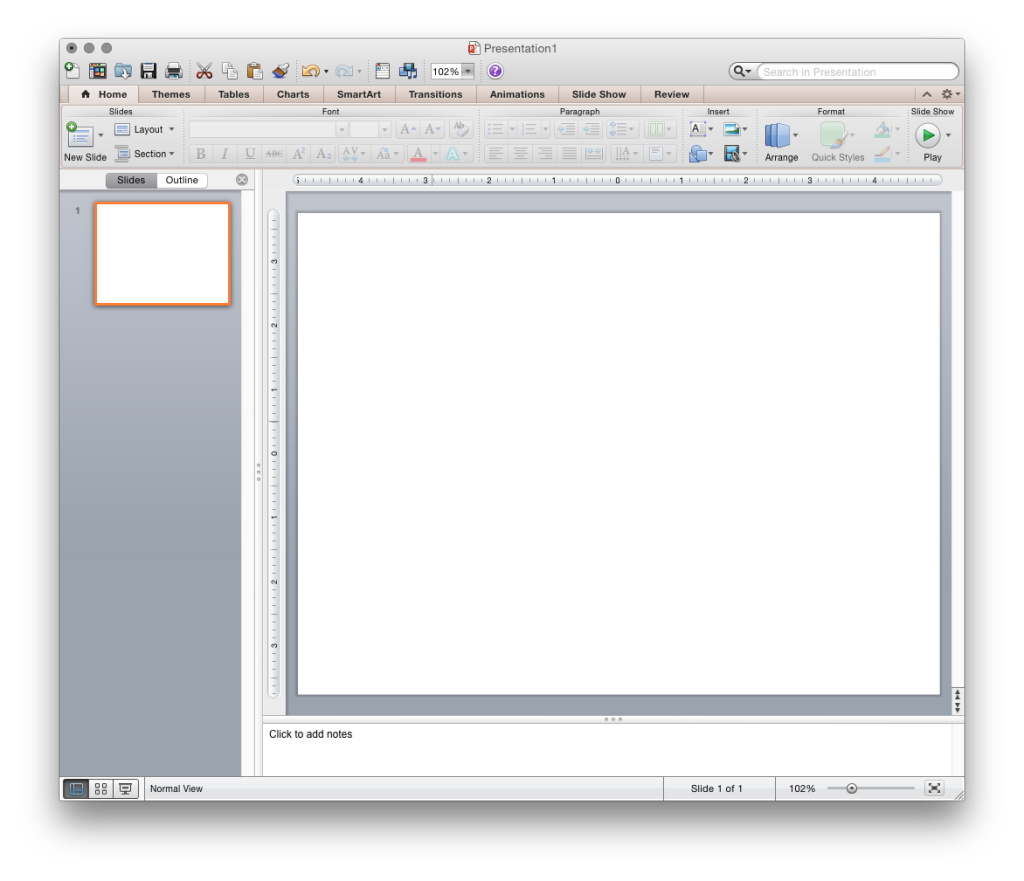 Presentation1
102%
Search in Presentation
Home Themes Tables Charts SmartArt Transitions Animations Slide Show Review
Slides Font Paragraph Insert Format Slide Show
New Slide Layout Section
B I U ABC A² A₂
Arrange Quick Styles Play
Slides Outline
4 3 2 1 0 1 2 3 4
1
3
2
1
0
1
2
3
Click to add notes
Normal View Slide 1 of 1 102%